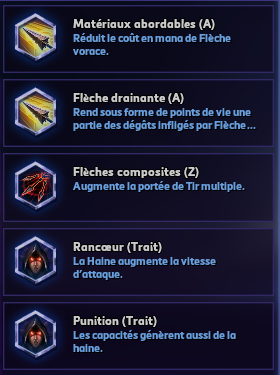 Matériaux abordables (A)
Réduit le coût en mana de Flèche
vorace.
Flèche drainante (A)
Rend sous forme de points de vie une
partie des dégâts infligés par Flèche...
Flèches composites (Z)
Augmente la portée de Tir multiple.
Rancœur (Trait)
La Haine augmente la vitesse
d'attaque.
Punition (Trait)
Les capacités génèrent aussi de la
haine.